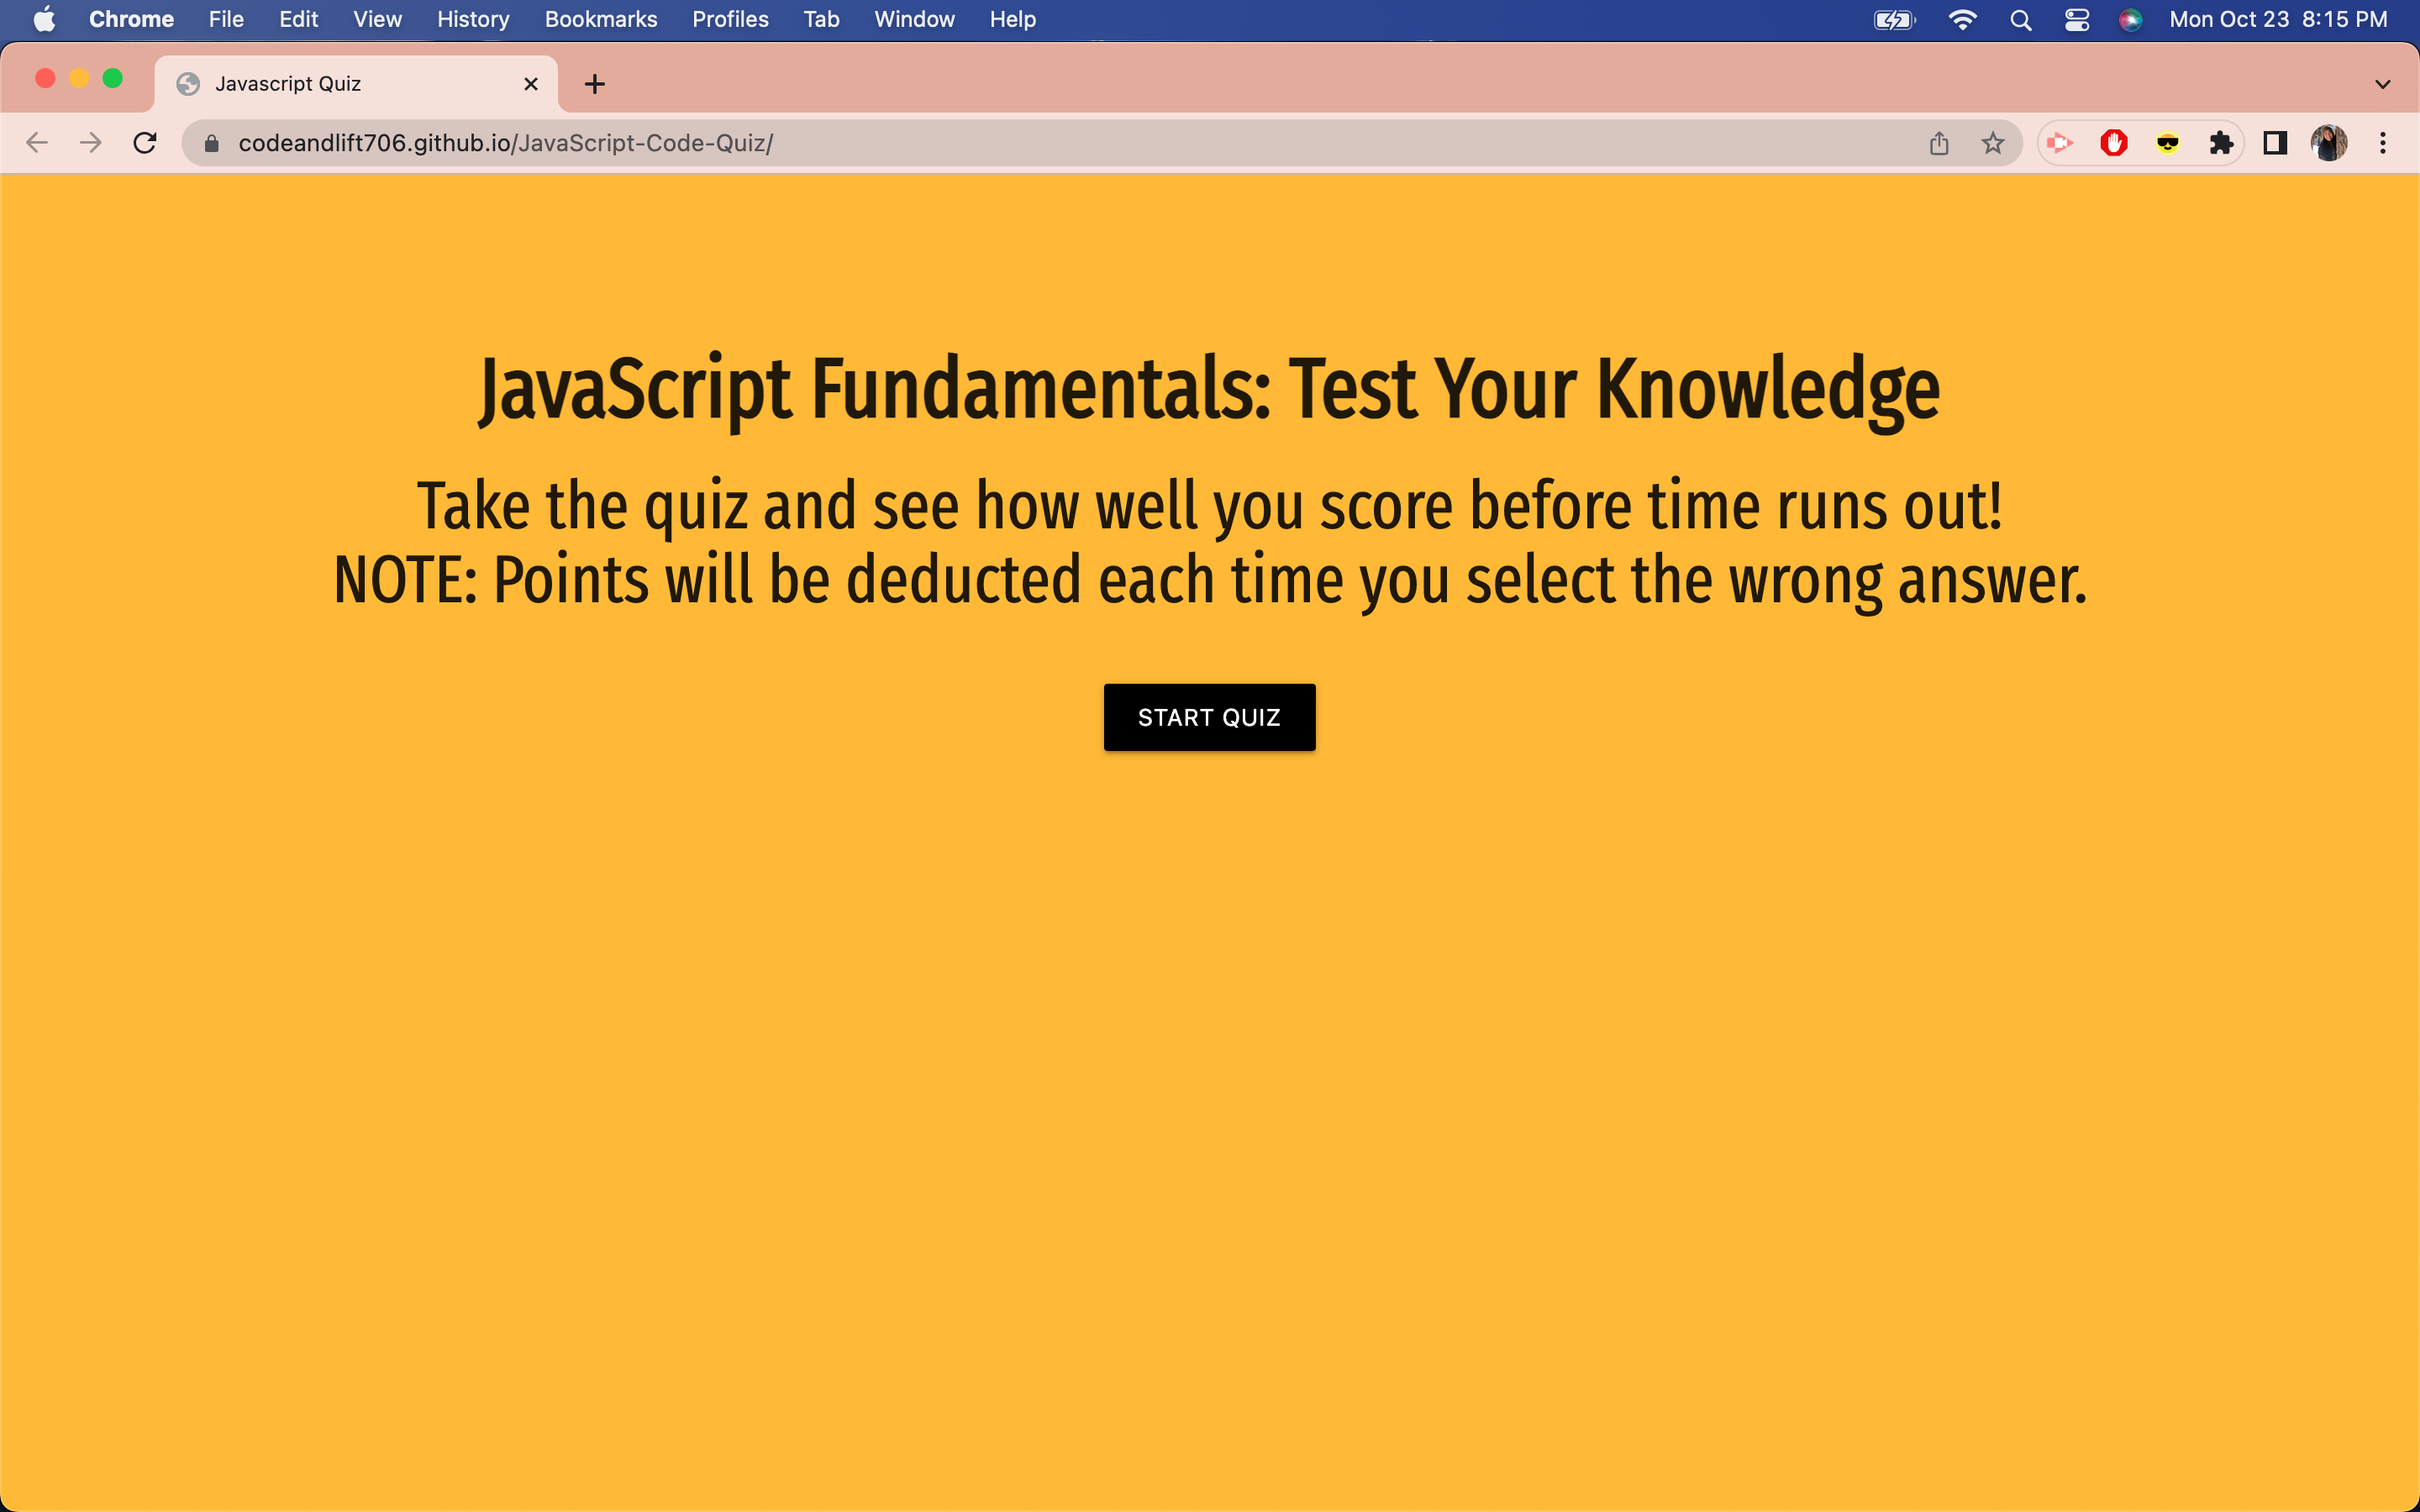 Chrome File Edit View History Bookmarks Profiles Tab Window Help Mon Oct 23 8:15 PM
Javascript Quiz
codeandlift706.github.io/JavaScript-Code-Quiz/
JavaScript Fundamentals: Test Your Knowledge
Take the quiz and see how well you score before time runs out!
NOTE: Points will be deducted each time you select the wrong answer.
START QUIZ